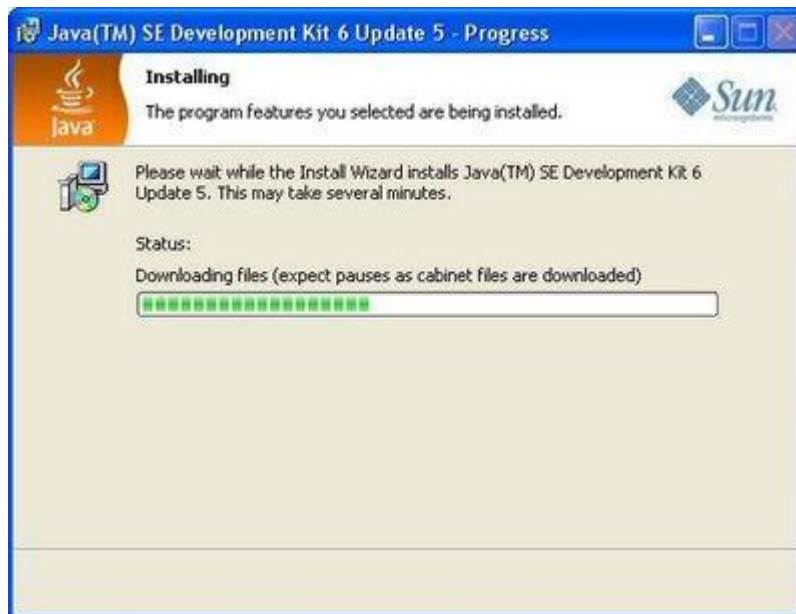 Java(TM) SE Development Kit 6 Update 5 - Progress
Installing
The program features you selected are being installed.
Java
Sun
microsystems
Please wait while the Install Wizard installs Java(TM) SE Development Kit 6
Update 5. This may take several minutes.
Status:
Downloading files (expect pauses as cabinet files are downloaded)